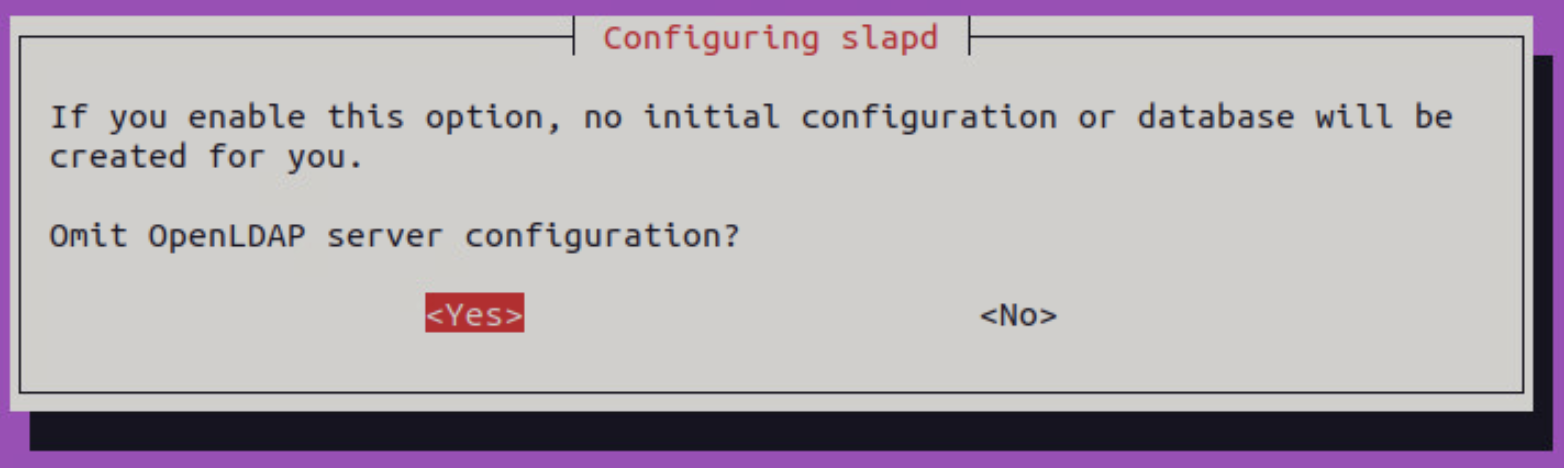 Configuring slapd
If you enable this option, no initial configuration or database will be
created for you.
Omit OpenLDAP server configuration?
<Yes> <No>